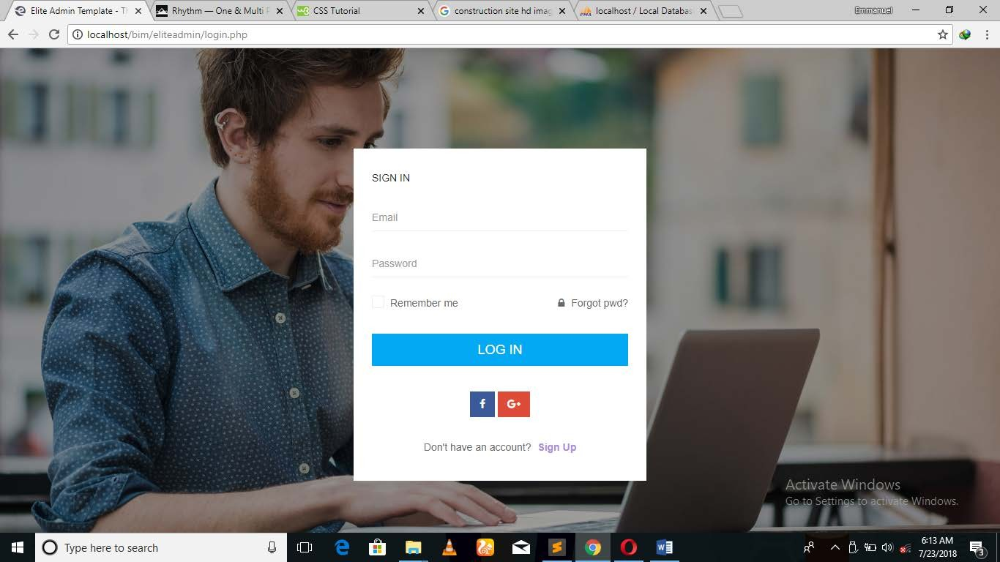 Elite Admin Template - Th
Rhythm — One & Multi P
CSS Tutorial
construction site hd imag
localhost / Local Databas
Emmanuel
localhost/bim/eliteadmin/login.php
SIGN IN
Email
Password
Remember me
Forgot pwd?
LOG IN
f
G+
Don't have an account? Sign Up
Activate Windows
Go to Settings to activate Windows.
Type here to search
6:13 AM
7/23/2018
3